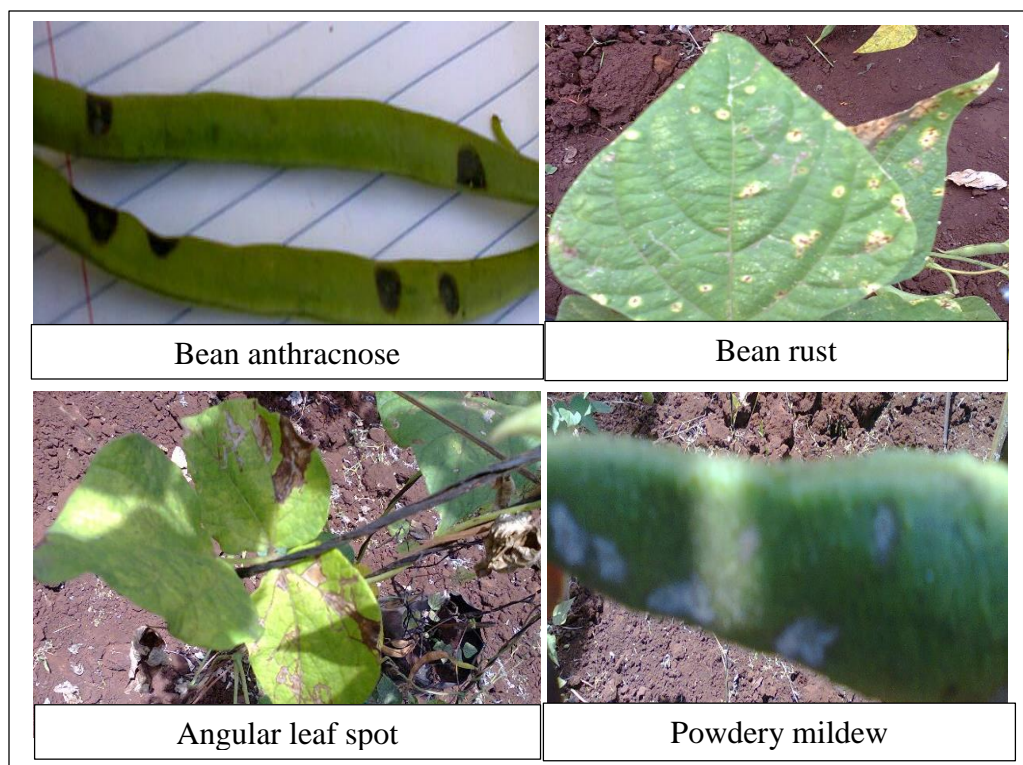 Bean anthracnose
Bean rust
Angular leaf spot
Powdery mildew